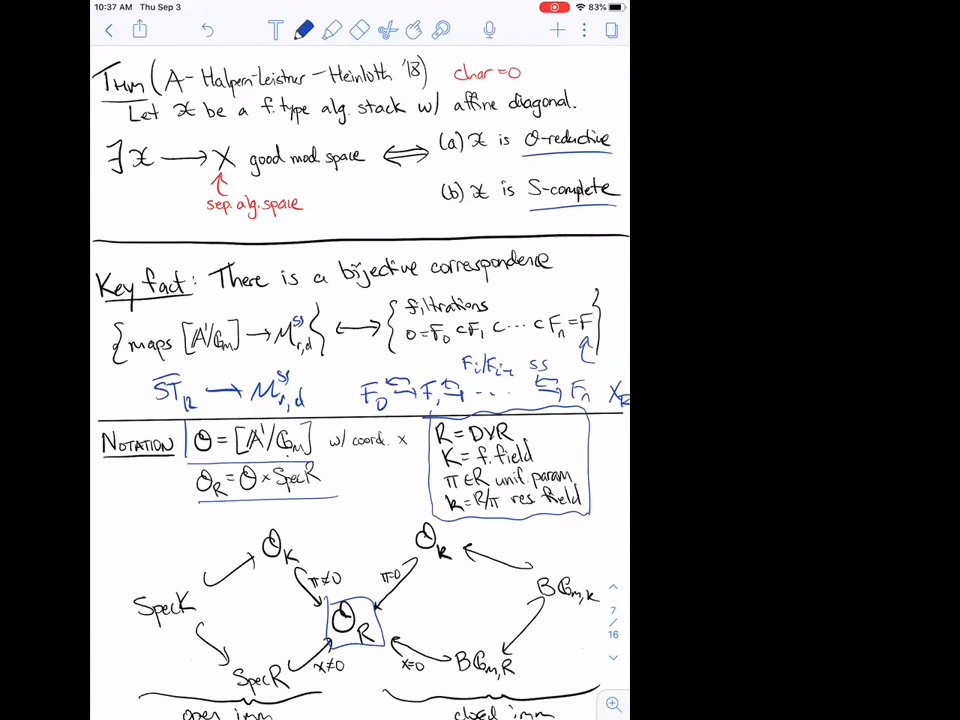 10:37 AM Thu Sep 3
83%
Thm (A-Halpern-Leistner-Heinloth '18) char=0
Let 𝒳 be a f.type alg. stack w/ affine diagonal.
∃ 𝒳 → X good mod. space ⟺ (a) 𝒳 is Θ-reductive
(b) 𝒳 is S-complete
sep. alg. space
Key fact: There is a bijective correspondence
{maps [A¹/Gm] → M^ss_r,d} ↔ {filtrations 0=F₀ ⊂ F₁ ⊂ ··· ⊂ Fn = F}
Fi/Fi-1 ss
ST_R → M^ss_r,d F₀ ⇄ F₁ ⇄ ··· ⇄ Fn X_R
NOTATION Θ = [A¹/Gm] w/ coord. x
Θ_R = Θ × Spec R
R = DVR
K = f. field
π ∈ R unif. param
k = R/π res field
Θ_K Θ_k
π≠0 π=0
Spec K BGm,k
Θ_R
Spec R x≠0 x=0 BGm,R
open imm closed imm
7
/
16